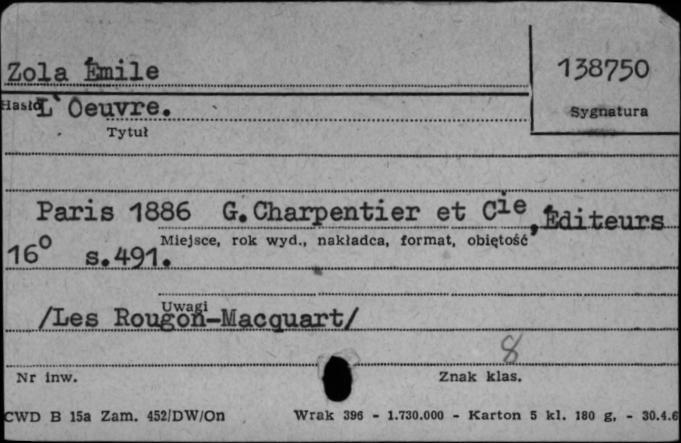 Zola Émile
138750
Hasło
L'Oeuvre.
Sygnatura
Tytuł
Paris 1886 G.Charpentier et Cie, Éditeurs
Miejsce, rok wyd., nakładca, format, objętość
16° s.491.
Uwagi
/Les Rougon-Macquart/
8
Nr inw.
Znak klas.
CWD B 15a Zam. 452/DW/On Wrak 396 - 1.730.000 - Karton 5 kl. 180 g. - 30.4.6